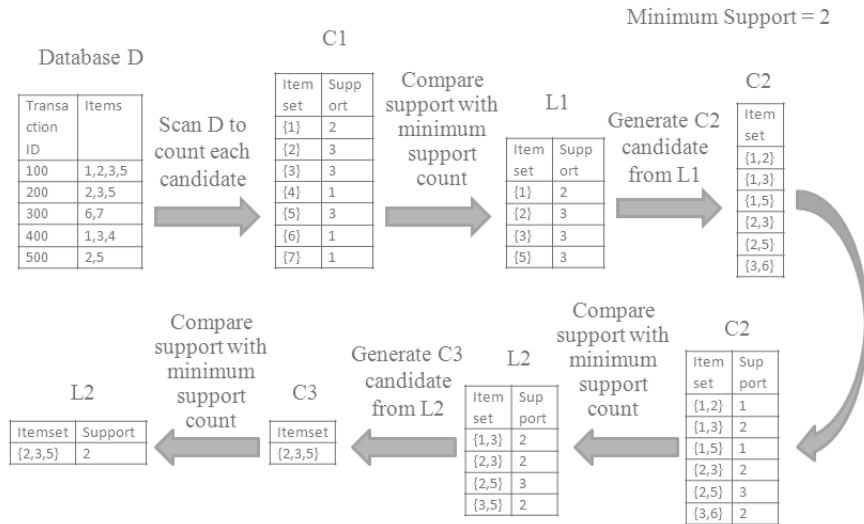 Minimum Support = 2
Database D
Transa
ction
ID
Items
100 1,2,3,5
200 2,3,5
300 6,7
400 1,3,4
500 2,5
Scan D to
count each
candidate
C1
Item
set
Supp
ort
{1} 2
{2} 3
{3} 3
{4} 1
{5} 3
{6} 1
{7} 1
Compare
support with
minimum
support
count
L1
Item
set
Supp
ort
{1} 2
{2} 3
{3} 3
{5} 3
Generate C2
candidate
from L1
C2
Item
set
{1,2}
{1,3}
{1,5}
{2,3}
{2,5}
{3,6}
C2
Item
set
Sup
port
{1,2} 1
{1,3} 2
{1,5} 1
{2,3} 2
{2,5} 3
{3,6} 2
Compare
support with
minimum
support
count
L2
Item
set
Sup
port
{1,3} 2
{2,3} 2
{2,5} 3
{3,5} 2
Generate C3
candidate
from L2
C3
Itemset
{2,3,5}
Compare
support with
minimum
support
count
L2
Itemset Support
{2,3,5} 2